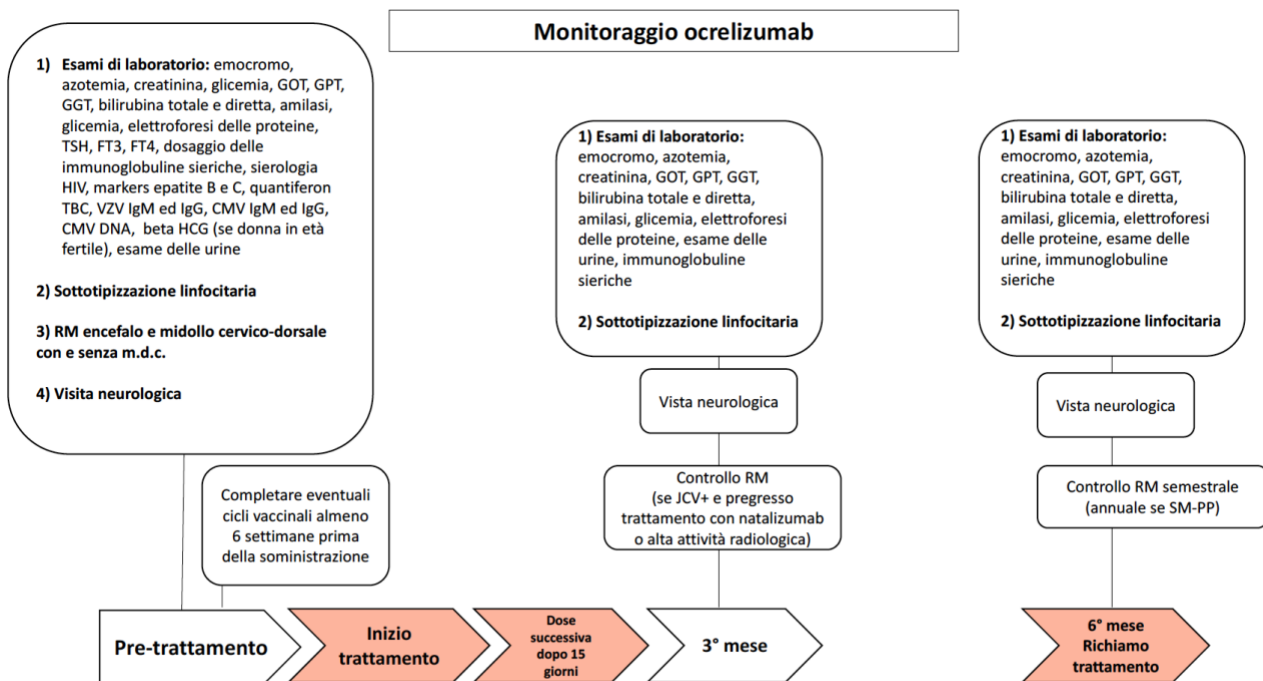 Monitoraggio ocrelizumab
1) Esami di laboratorio: emocromo,
azotemia, creatinina, glicemia, GOT, GPT,
GGT, bilirubina totale e diretta, amilasi,
glicemia, elettroforesi delle proteine,
TSH, FT3, FT4, dosaggio delle
immunoglobuline sieriche, sierologia
HIV, markers epatite B e C, quantiferon
TBC, VZV IgM ed IgG, CMV IgM ed IgG,
CMV DNA, beta HCG (se donna in età
fertile), esame delle urine
2) Sottotipizzazione linfocitaria
3) RM encefalo e midollo cervico-dorsale
con e senza m.d.c.
4) Visita neurologica
Completare eventuali
cicli vaccinali almeno
6 settimane prima
della soministrazione
1) Esami di laboratorio:
emocromo, azotemia,
creatinina, GOT, GPT, GGT,
bilirubina totale e diretta,
amilasi, glicemia, elettroforesi
delle proteine, esame delle
urine, immunoglobuline
sieriche
2) Sottotipizzazione linfocitaria
Vista neurologica
Controllo RM
(se JCV+ e pregresso
trattamento con natalizumab
o alta attività radiologica)
1) Esami di laboratorio:
emocromo, azotemia,
creatinina, GOT, GPT, GGT,
bilirubina totale e diretta,
amilasi, glicemia, elettroforesi
delle proteine, esame delle
urine, immunoglobuline
sieriche
2) Sottotipizzazione linfocitaria
Vista neurologica
Controllo RM semestrale
(annuale se SM-PP)
Pre-trattamento
Inizio
trattamento
Dose
successiva
dopo 15
giorni
3° mese
6° mese
Richiamo
trattamento